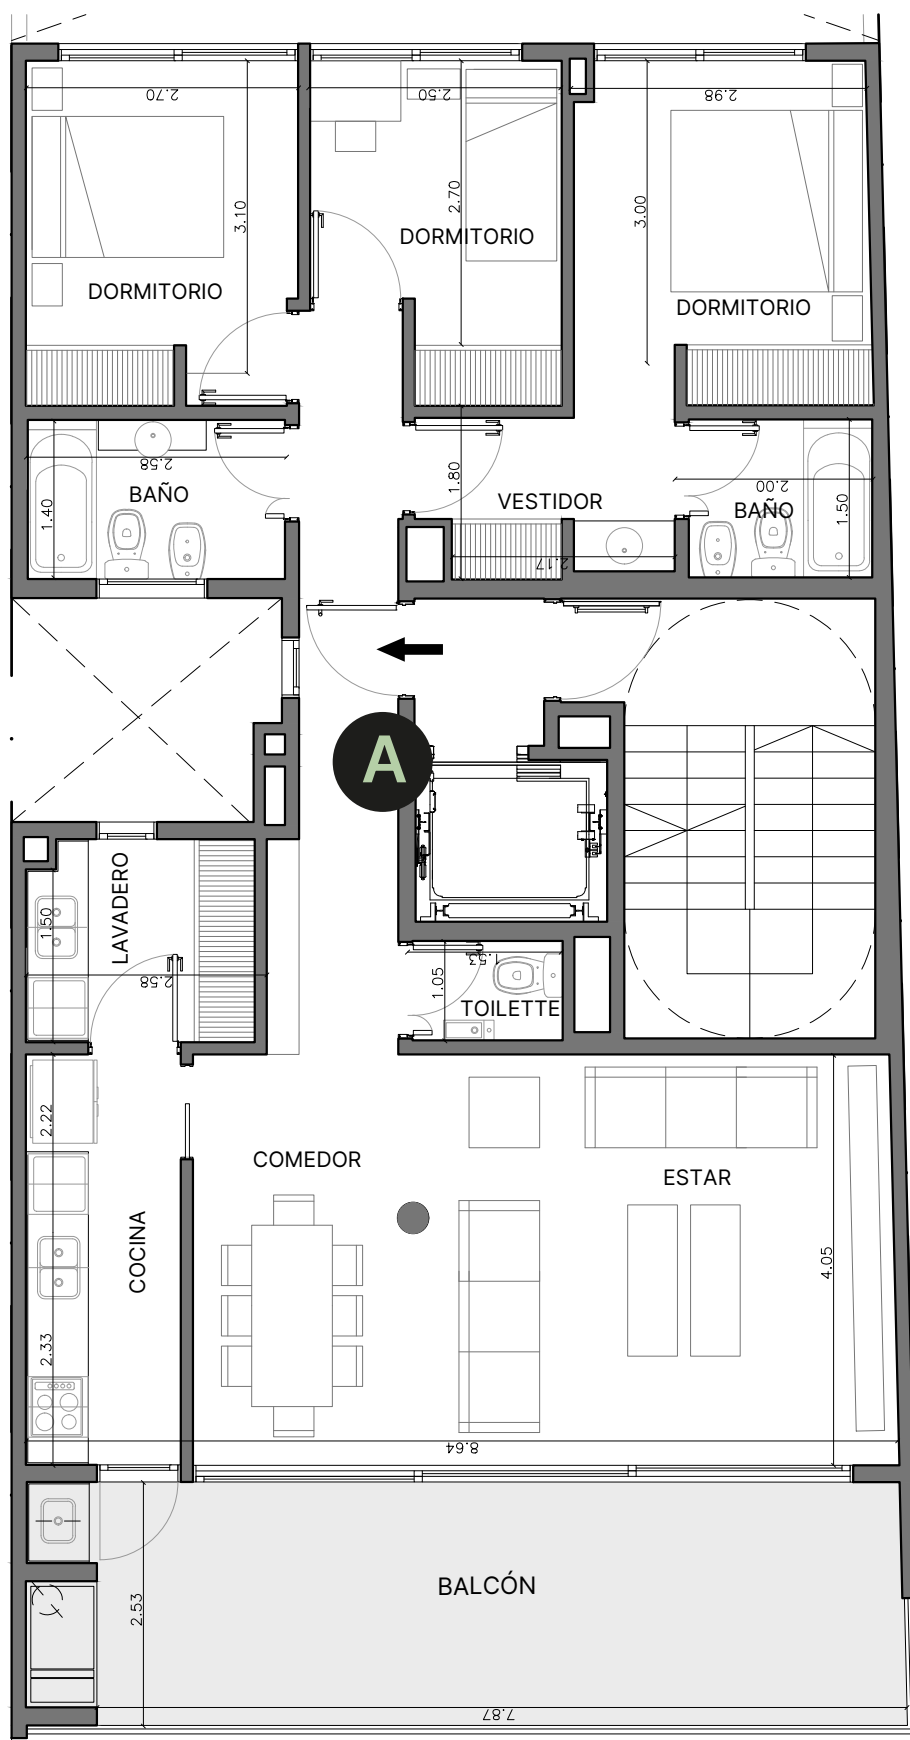 2.70
2.50
2.98
3.10
2.70
3.00
DORMITORIO
DORMITORIO
DORMITORIO
2.58
1.40
BAÑO
1.80
VESTIDOR
2.00
BAÑO
1.50
2.17
A
LAVADERO
1.50
2.58
1.53
1.05
TOILETTE
2.22
COMEDOR
ESTAR
COCINA
4.05
2.33
8.64
BALCÓN
2.53
7.87